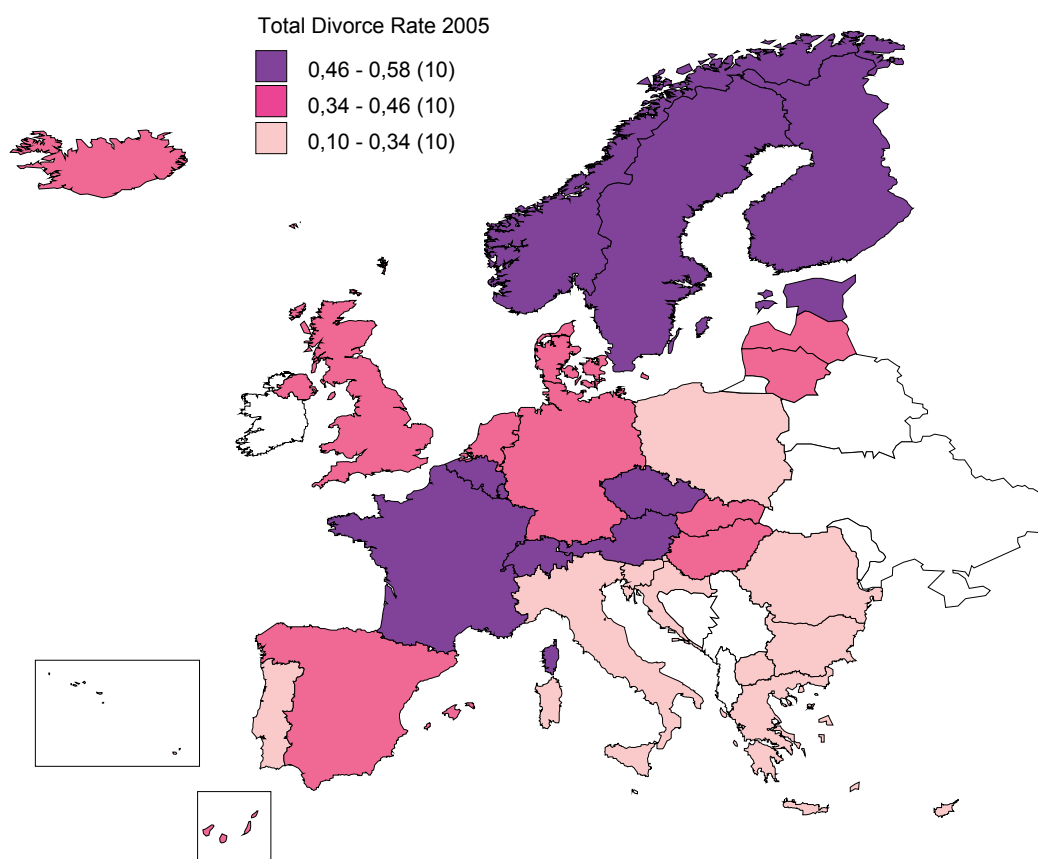 Total Divorce Rate 2005
0,46 - 0,58 (10)
0,34 - 0,46 (10)
0,10 - 0,34 (10)